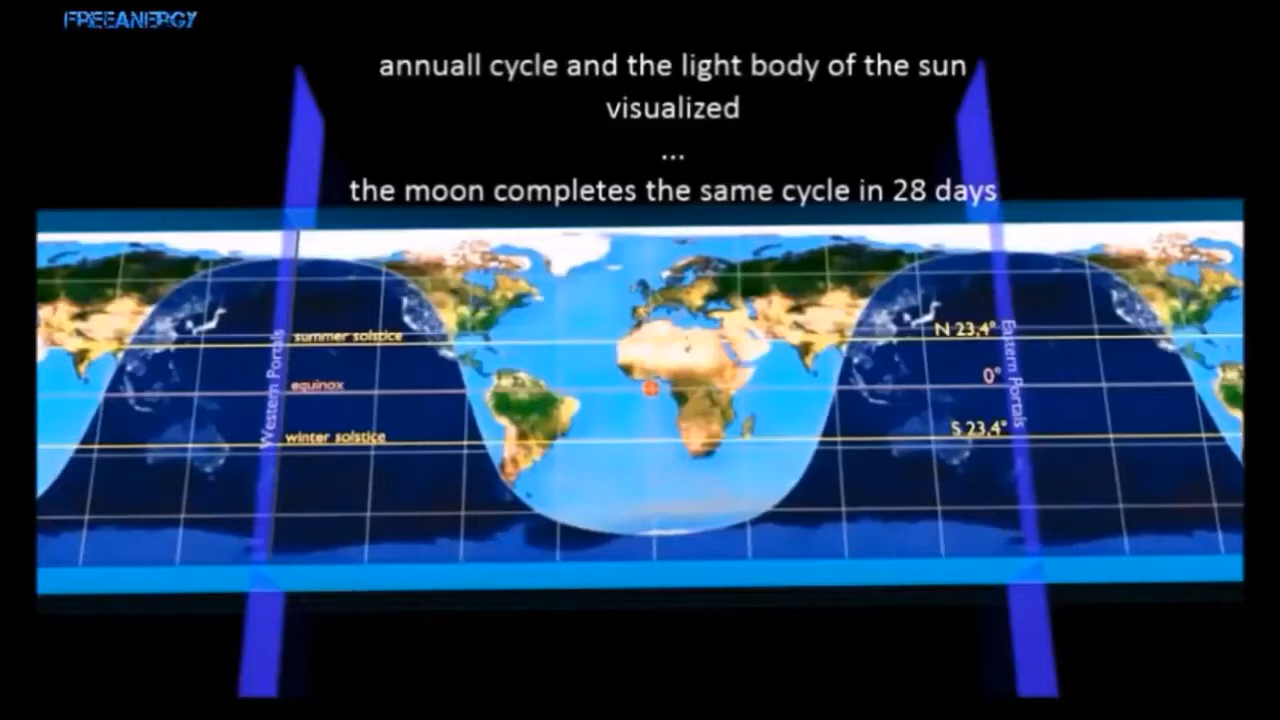 FREEANERGY
annuall cycle and the light body of the sun
visualized
...
the moon completes the same cycle in 28 days
summer solstice
N 23,4°
equinox
0°
winter solstice
S 23,4°
Western Portals
Eastern Portals